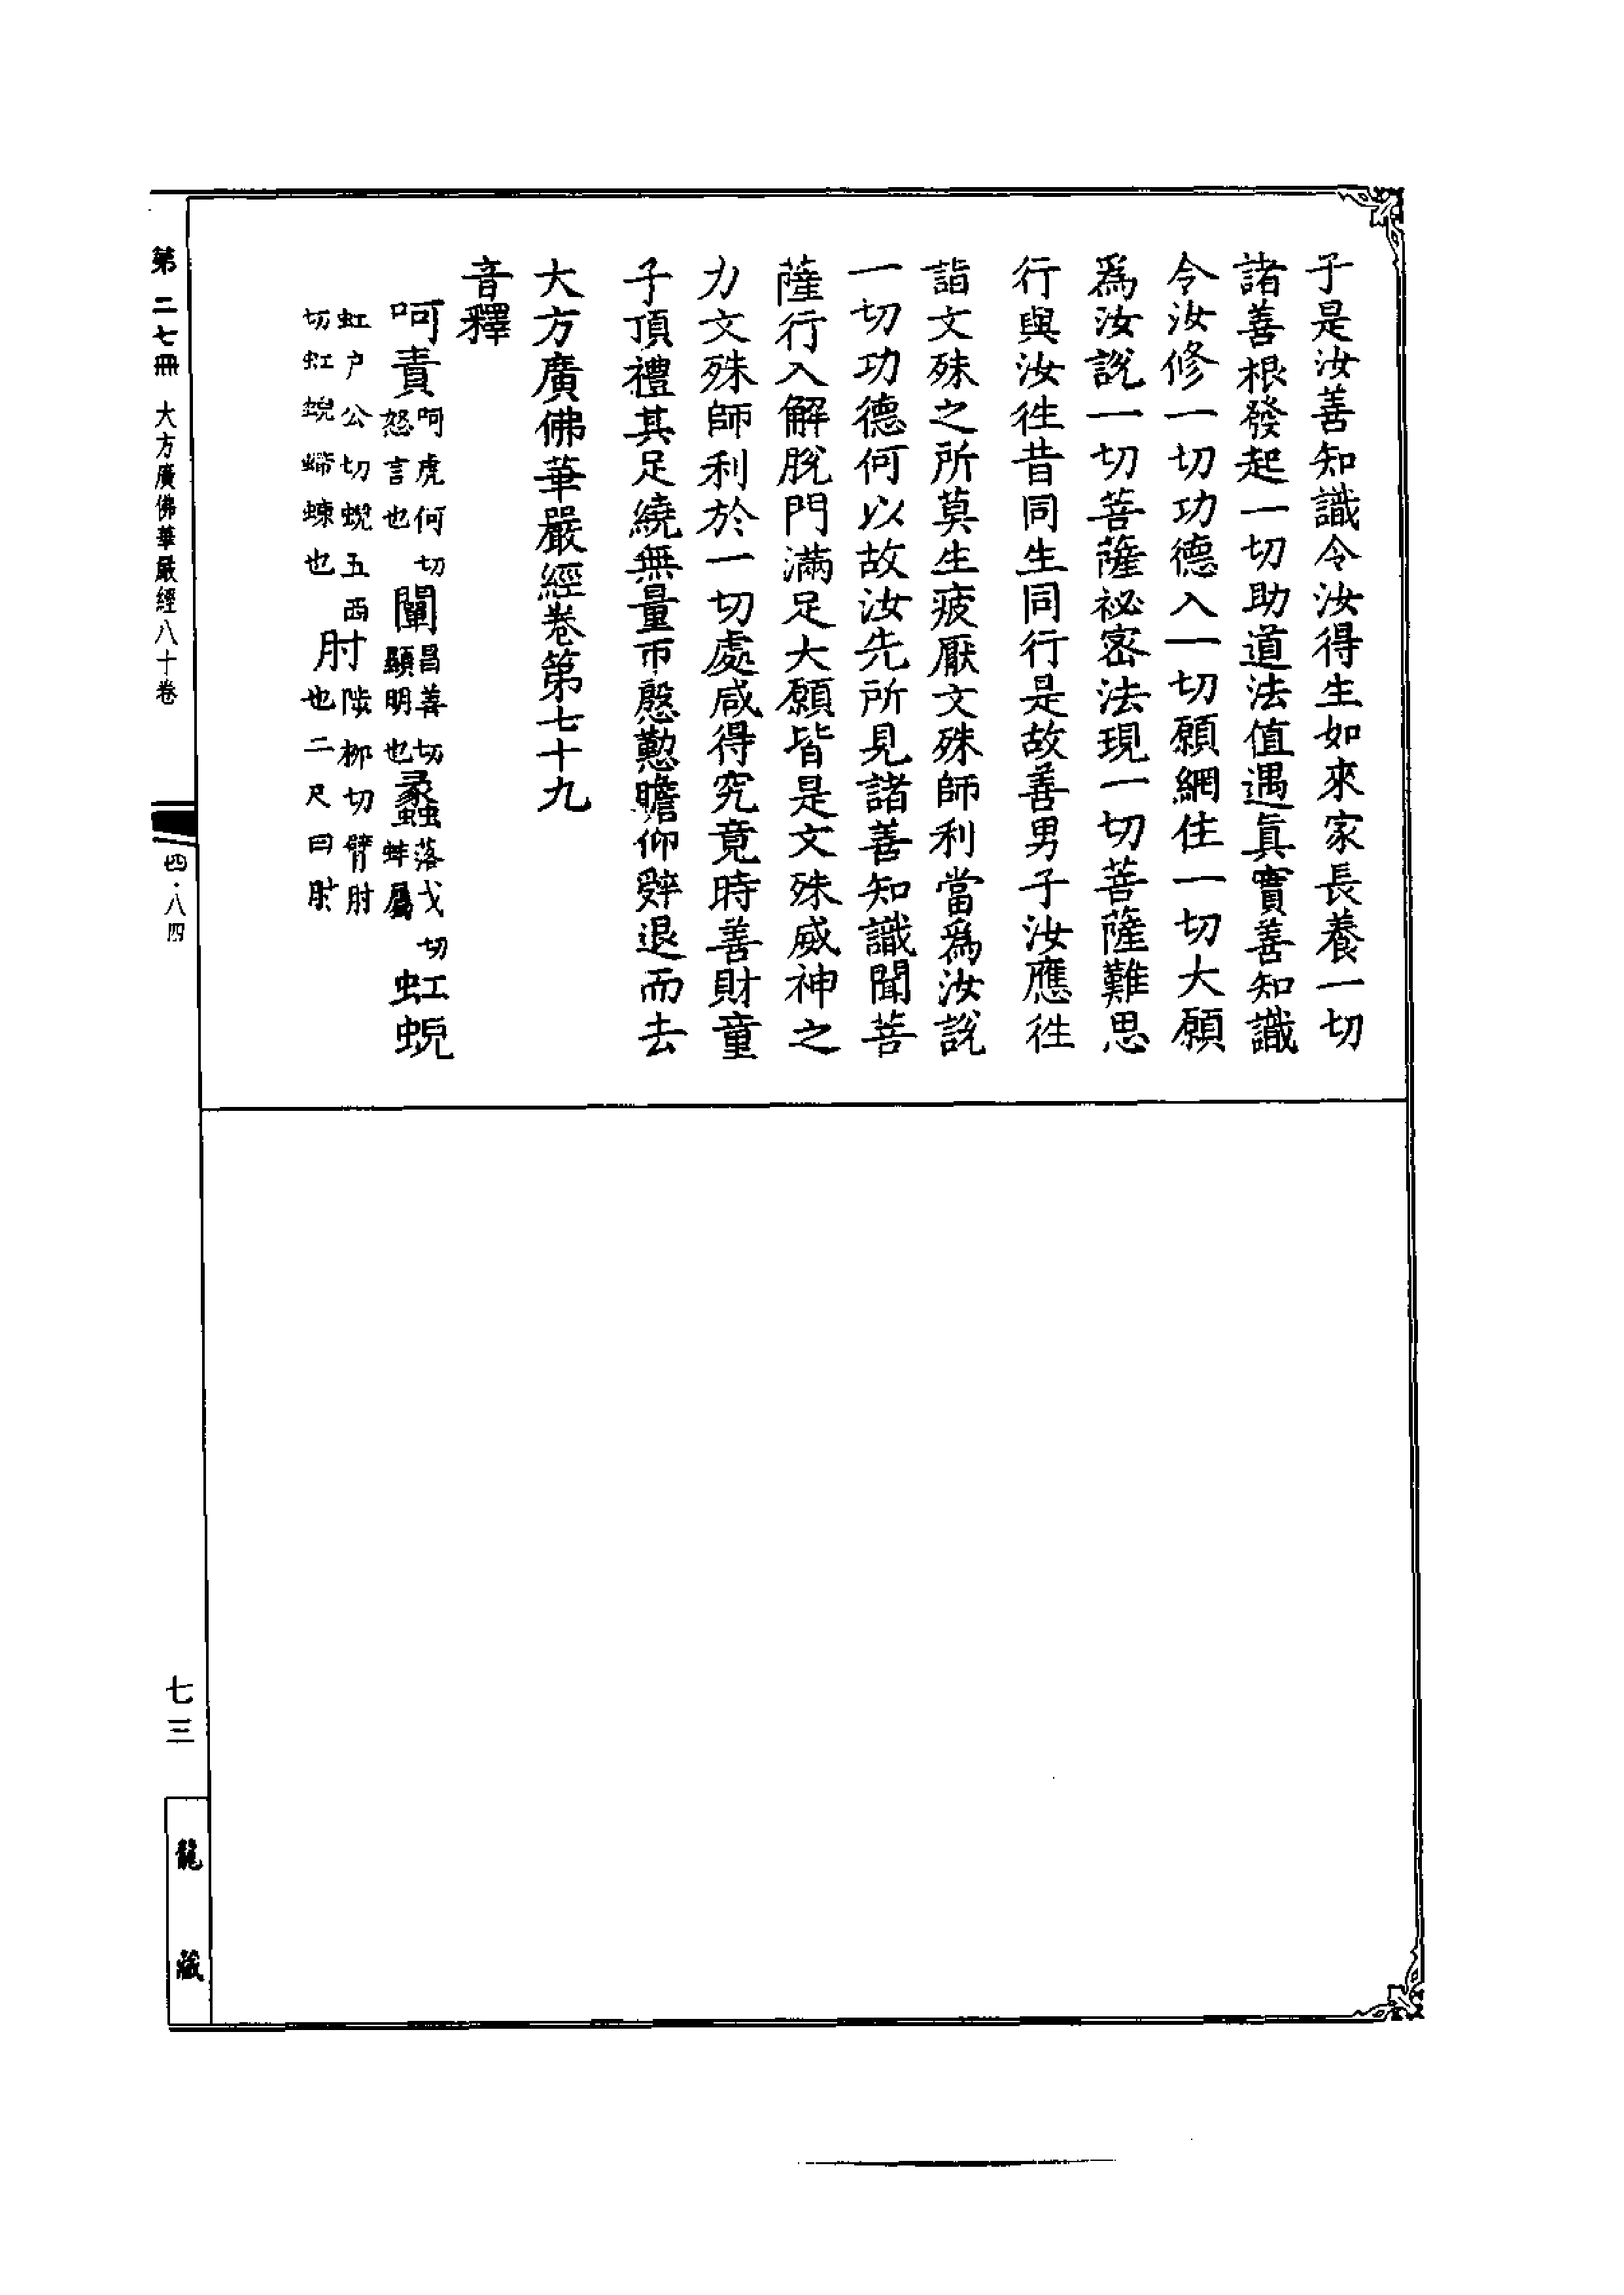 子是汝善知識令汝得生如來家長養一切
諸善根發起一切助道法值遇眞實善知識
令汝修一切功德入一切願網住一切大願
爲汝說一切菩薩祕密法現一切菩薩難思
行與汝徃昔同生同行是故善男子汝應徃
詣文殊之所莫生疲厭文殊師利當爲汝說
一切功德何以故汝先所見諸善知識聞菩
薩行入解脫門滿足大願皆是文殊威神之
力文殊師利於一切處咸得究竟時善財童
子頂禮其足繞無量帀慇懃瞻仰辭退而去
大方廣佛華嚴經卷第七十九
音釋
呵責 呵虎何切怒言也 闡 昌善切顯明也 蠡 落戈切蚌屬 虹蜺
虹戶公切蜺五西切虹蜺螮蝀也 肘 陟柳切臂肘也二尺曰肘
第二七冊 大方廣佛華嚴經八十卷
四·八四
七三
龍藏